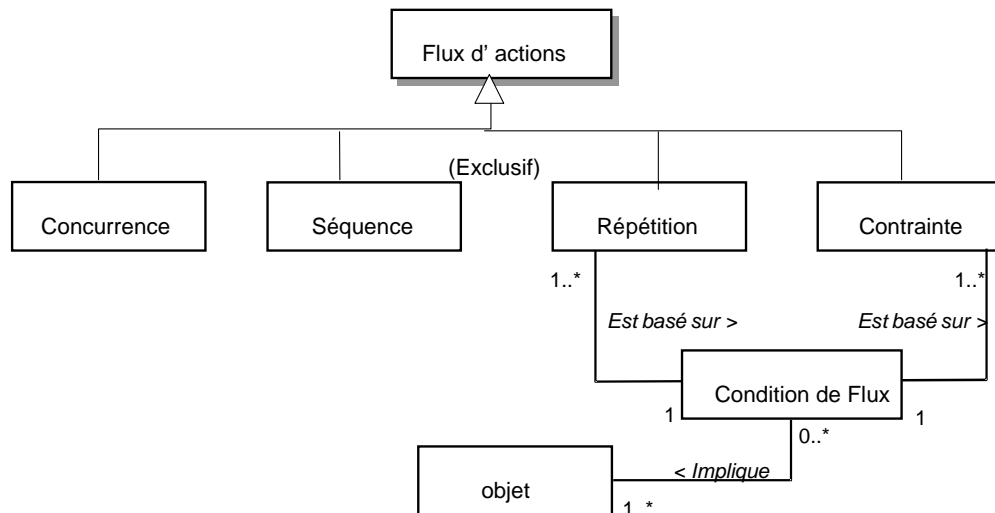 Flux d' actions
(Exclusif)
Concurrence
Séquence
Répétition
Contrainte
1..*
1..*
Est basé sur >
Est basé sur >
Condition de Flux
1
1
0..*
< Implique
objet
1..*